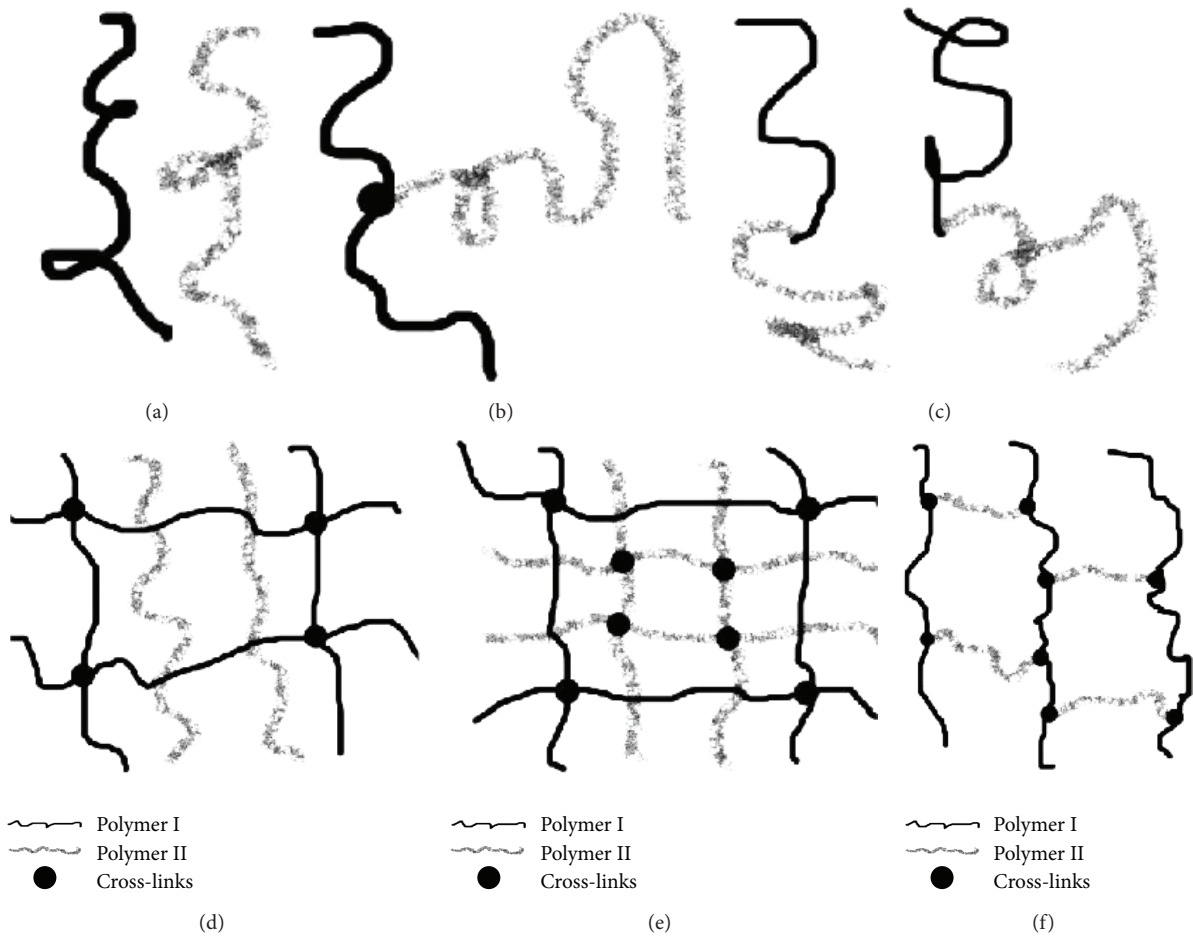 (a)
(b)
(c)
Polymer I
Polymer II
Cross-links
(d)
Polymer I
Polymer II
Cross-links
(e)
Polymer I
Polymer II
Cross-links
(f)